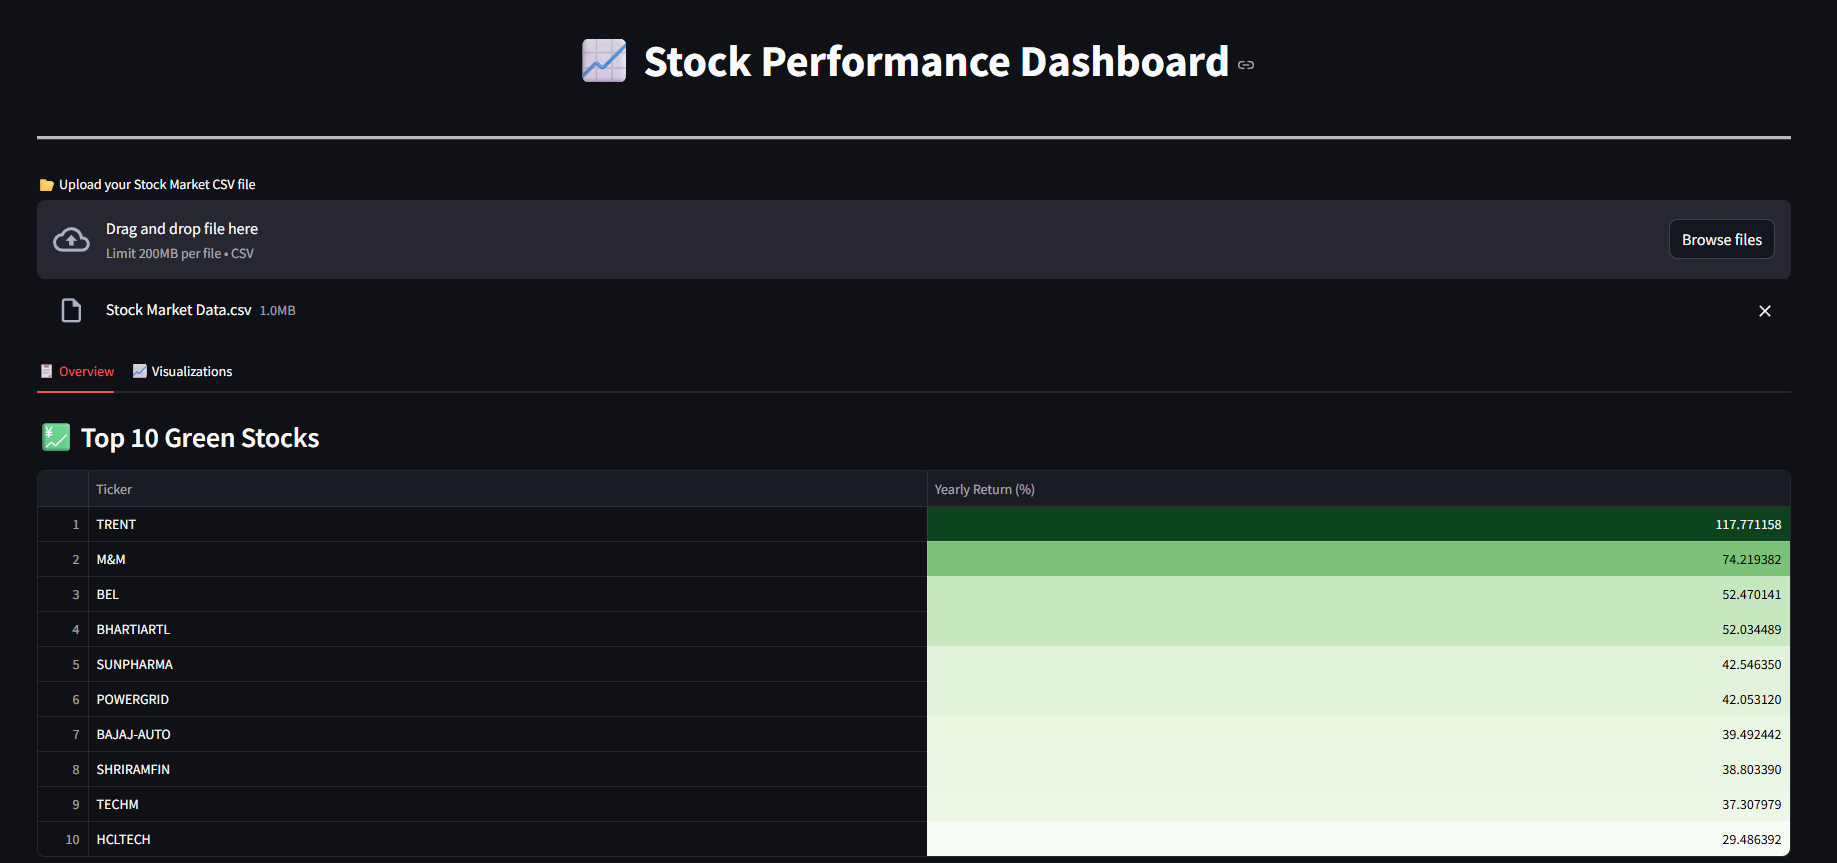 Stock Performance Dashboard
Upload your Stock Market CSV file
Drag and drop file here
Limit 200MB per file • CSV
Browse files
Stock Market Data.csv 1.0MB
Overview Visualizations
Top 10 Green Stocks
Ticker Yearly Return (%)
1 TRENT 117.771158
2 M&M 74.219382
3 BEL 52.470141
4 BHARTIARTL 52.034489
5 SUNPHARMA 42.546350
6 POWERGRID 42.053120
7 BAJAJ-AUTO 39.492442
8 SHRIRAMFIN 38.803390
9 TECHM 37.307979
10 HCLTECH 29.486392